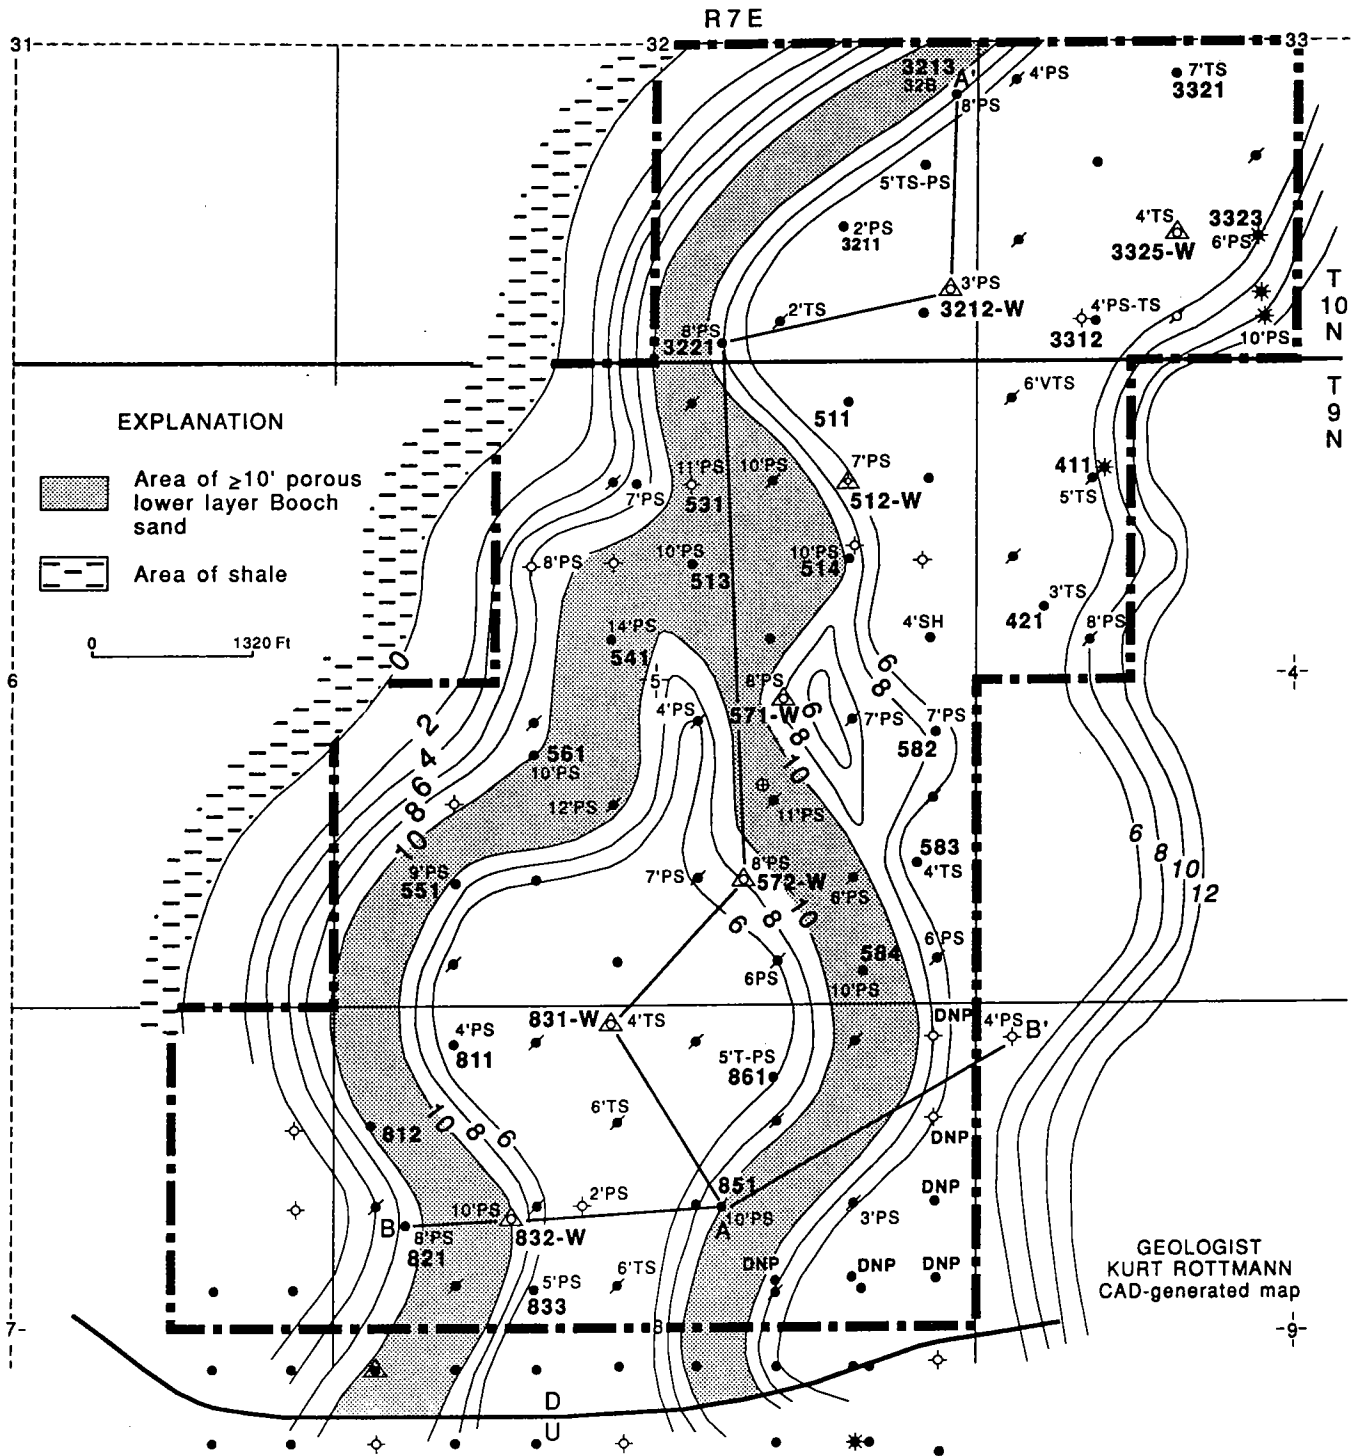 R 7 E
31
32
33
3213
32B
A'
8'PS
4'PS
7'TS
3321
5'TS-PS
2'PS
3211
4'TS
3325-W
3323
6'PS
3'PS
3212-W
2'TS
8'PS
3221
4'PS-TS
3312
10'PS
T
10
N
T
9
N
EXPLANATION
Area of ≥10' porous
lower layer Booch
sand
Area of shale
0
1320 Ft
6'VTS
511
11'PS
531
10'PS
7'PS
7'PS
512-W
411
5'TS
8'PS
10'PS
513
10'PS
514
3'TS
421
8'PS
14'PS
541
4'SH
0
6
5
6
8
4
8'PS
571-W
6
8
10
7'PS
7'PS
582
4'PS
2
4
6
8
10
561
10'PS
12'PS
11'PS
583
4'TS
6
8
10
12
9'PS
551
7'PS
8'PS
572-W
6
8
10
6'PS
6'PS
6PS
584
10'PS
831-W
4'TS
DNP
4'PS
B'
4'PS
811
5'T-PS
861
6'TS
10
8
6
812
DNP
851
10'PS
A
DNP
B
8'PS
821
10'PS
832-W
2'PS
3'PS
DNP
DNP
DNP
5'PS
833
6'TS
GEOLOGIST
KURT ROTTMANN
CAD-generated map
7
8
9
D
U